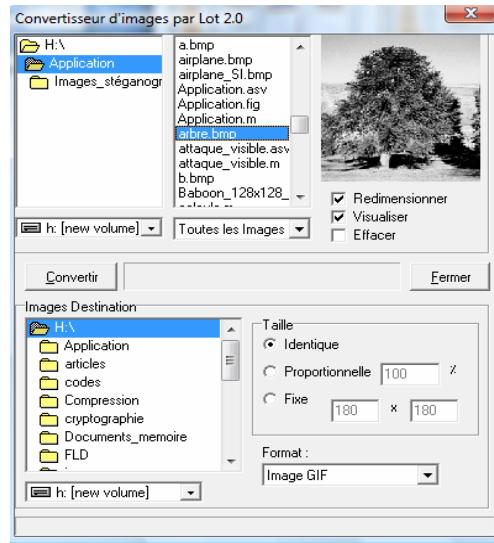 Convertisseur d'images par Lot 2.0
H:\
Application
Images_stéganogr
h: [new volume]
a.bmp
airplane.bmp
airplane_SI.bmp
Application.asv
Application.fig
Application.m
arbre.bmp
attaque_visible.asv
attaque_visible.m
b.bmp
Baboon_128x128_
Toutes les Images
Redimensionner
Visualiser
Effacer
Convertir
Fermer
Images Destination
H:\
Application
articles
codes
Compression
cryptographie
Documents_memoire
FLD
h: [new volume]
Taille
Identique
Proportionnelle 100 %
Fixe 180 x 180
Format :
Image GIF